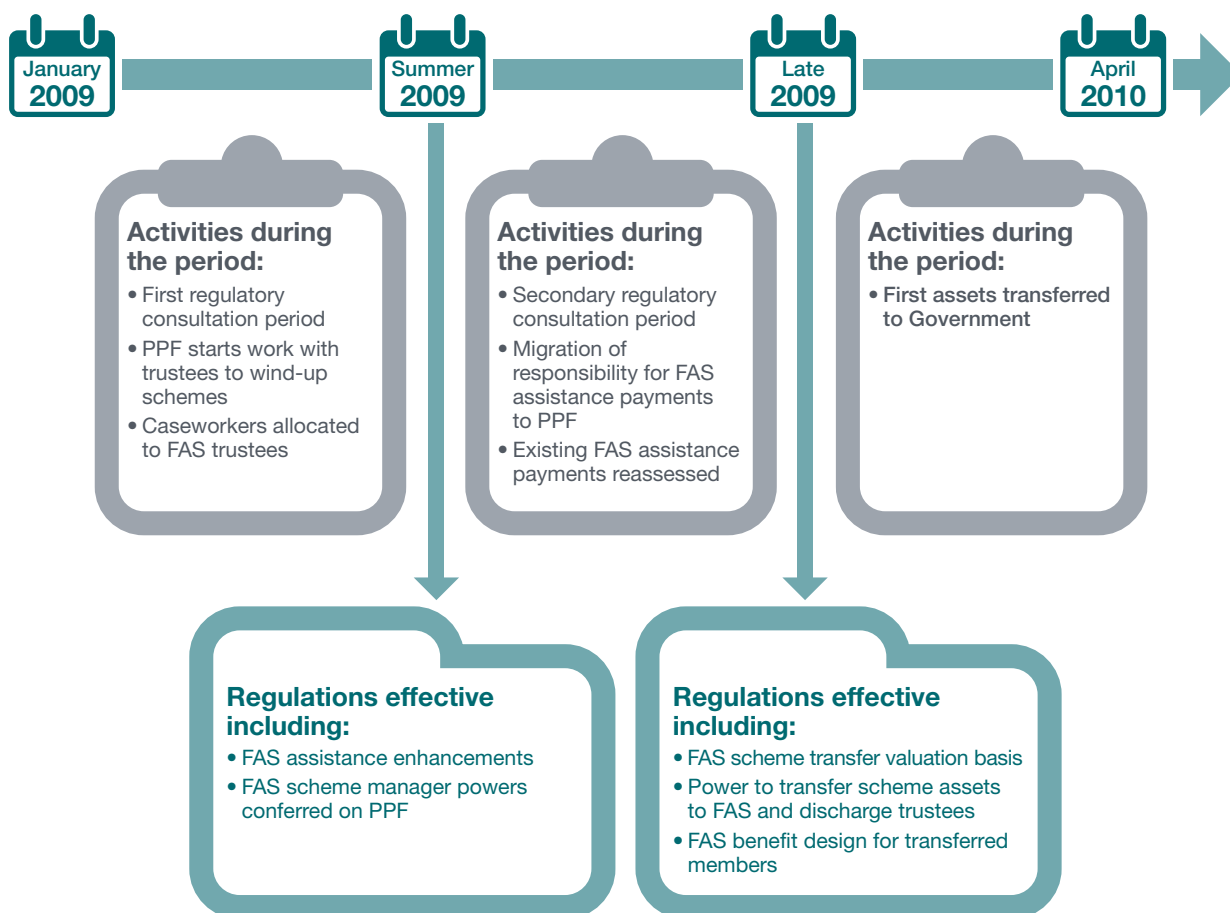 January
2009
Summer
2009
Late
2009
April
2010
Activities during
the period:
• First regulatory
consultation period
• PPF starts work with
trustees to wind-up
schemes
• Caseworkers allocated
to FAS trustees
Activities during
the period:
• Secondary regulatory
consultation period
• Migration of
responsibility for FAS
assistance payments
to PPF
• Existing FAS assistance
payments reassessed
Activities during
the period:
• First assets transferred
to Government
Regulations effective
including:
• FAS assistance enhancements
• FAS scheme manager powers
conferred on PPF
Regulations effective
including:
• FAS scheme transfer valuation basis
• Power to transfer scheme assets
to FAS and discharge trustees
• FAS benefit design for transferred
members